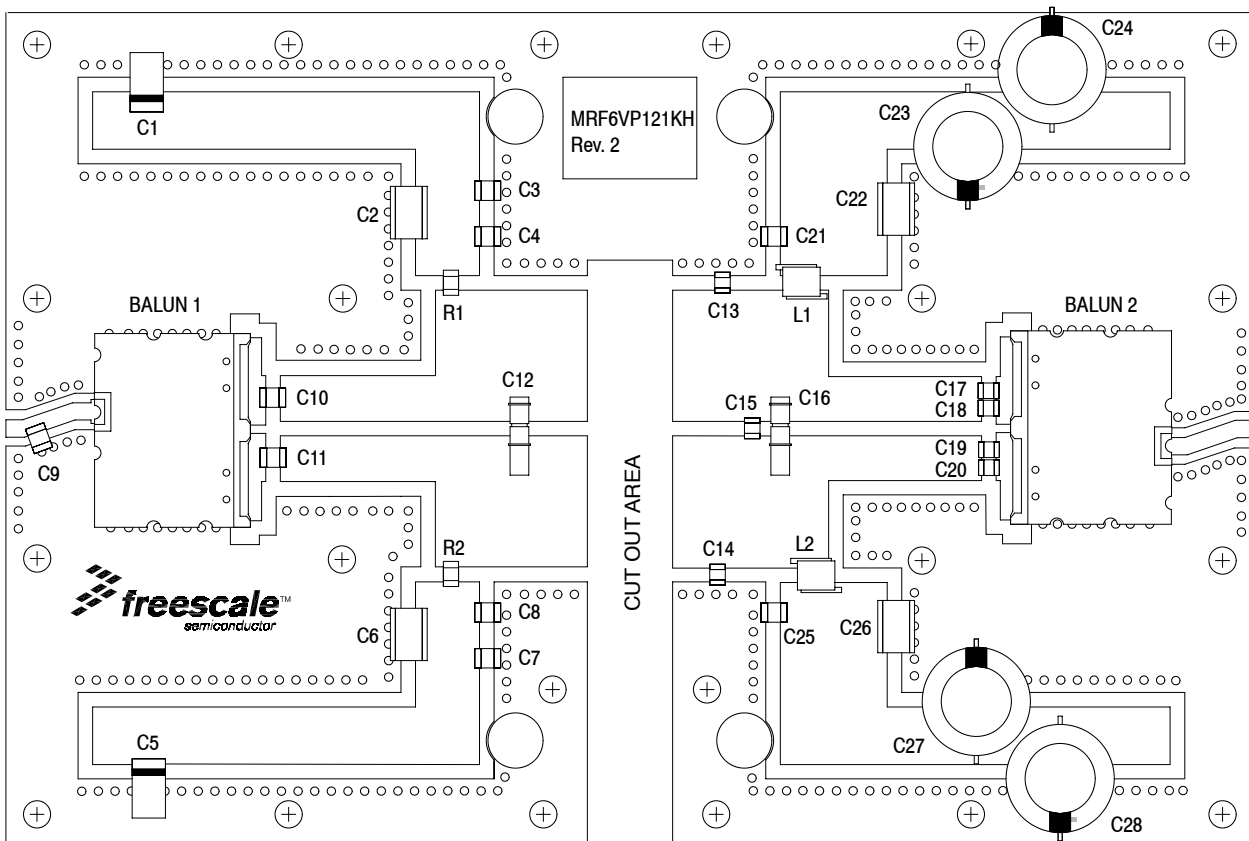 C24
C23
C1
MRF6VP121KH
Rev. 2
C3
C2
C22
C4
C21
BALUN 1
R1
C13
L1
BALUN 2
C12
C10
C15
C16
C17
C18
C9
C11
C19
C20
CUT OUT AREA
R2
C14
L2
freescale™
semiconductor
C8
C6
C25
C26
C7
C5
C27
C28